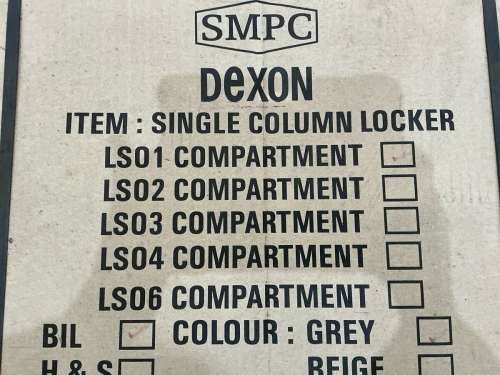 SMPC
DeXON
ITEM : SINGLE COLUMN LOCKER
LS01 COMPARTMENT
LS02 COMPARTMENT
LS03 COMPARTMENT
LS04 COMPARTMENT
LS06 COMPARTMENT
BIL COLOUR : GREY
H & S BEIGE